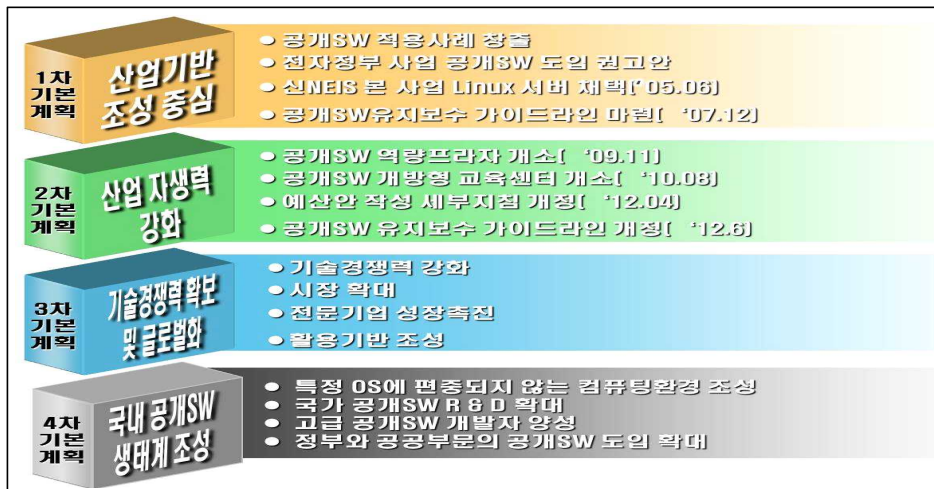 1차
기본
계획
산업기반
조성 중심
● 공개SW 적용사례 창출
● 전자정부 사업 공개SW 도입 권고안
● 신NEIS 본 사업 Linux 서버 채택(‘05.06)
● 공개SW유지보수 가이드라인 마련( ‘07.12)
2차
기본
계획
산업 자생력
강화
● 공개SW 역량프라자 개소( ‘09.11)
● 공개SW 개방형 교육센터 개소( ‘10.08)
● 예산안 작성 세부지침 개정( ‘12.04)
● 공개SW 유지보수 가이드라인 개정( ‘12.6)
3차
기본
계획
기술경쟁력 확보
및 글로벌화
● 기술경쟁력 강화
● 시장 확대
● 전문기업 성장촉진
● 활용기반 조성
4차
기본
계획
국내 공개SW
생태계 조성
● 특정 OS에 편중되지 않는 컴퓨팅환경 조성
● 국가 공개SW R & D 확대
● 고급 공개SW 개발자 양성
● 정부와 공공부문의 공개SW 도입 확대